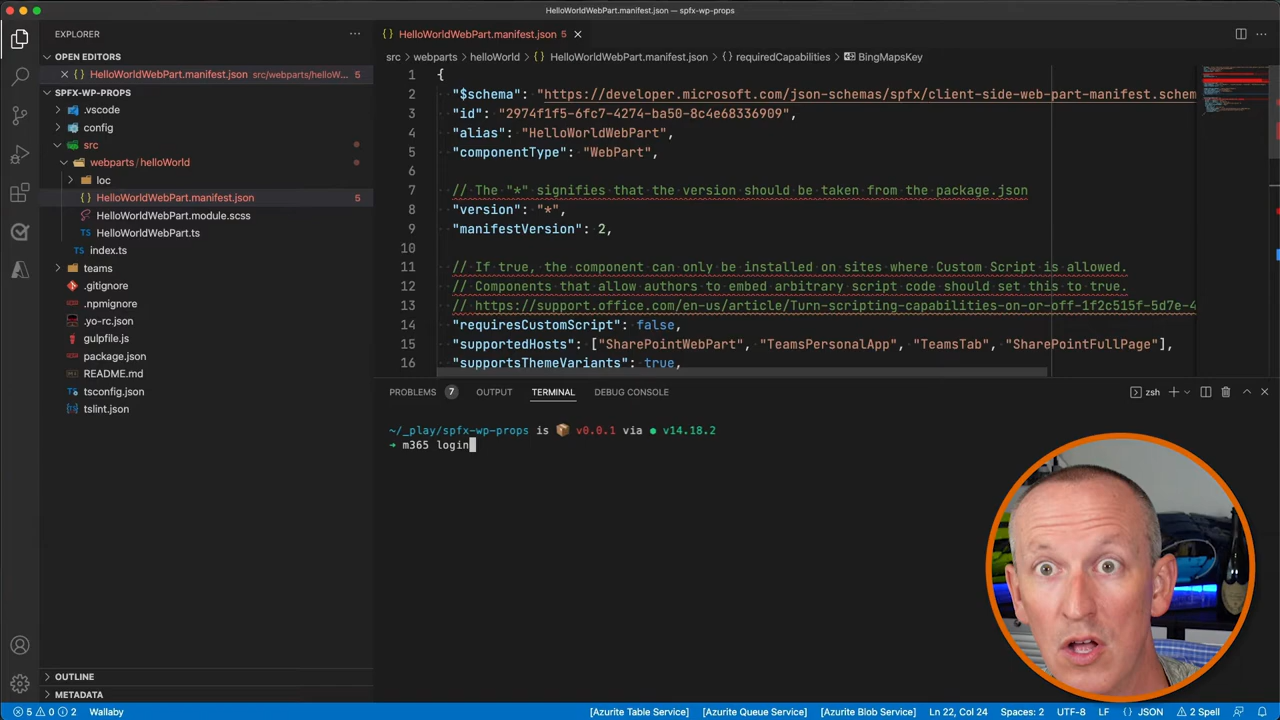 HelloWorldWebPart.manifest.json — spfx-wp-props
EXPLORER
OPEN EDITORS
HelloWorldWebPart.manifest.json src/webparts/helloW... 5
SPFX-WP-PROPS
.vscode
config
src
webparts / helloWorld
loc
HelloWorldWebPart.manifest.json 5
HelloWorldWebPart.module.scss
HelloWorldWebPart.ts
index.ts
teams
.gitignore
.npmignore
.yo-rc.json
gulpfile.js
package.json
README.md
tsconfig.json
tslint.json
OUTLINE
METADATA
HelloWorldWebPart.manifest.json 5
src > webparts > helloWorld > {} HelloWorldWebPart.manifest.json > {} requiredCapabilities > BingMapsKey
1 {
2 "$schema": "https://developer.microsoft.com/json-schemas/spfx/client-side-web-part-manifest.schem
3 "id": "2974f1f5-6fc7-4274-ba50-8c4e68336909",
4 "alias": "HelloWorldWebPart",
5 "componentType": "WebPart",
6
7 // The "*" signifies that the version should be taken from the package.json
8 "version": "*",
9 "manifestVersion": 2,
10
11 // If true, the component can only be installed on sites where Custom Script is allowed.
12 // Components that allow authors to embed arbitrary script code should set this to true.
13 // https://support.office.com/en-us/article/Turn-scripting-capabilities-on-or-off-1f2c515f-5d7e-4
14 "requiresCustomScript": false,
15 "supportedHosts": ["SharePointWebPart", "TeamsPersonalApp", "TeamsTab", "SharePointFullPage"],
16 "supportsThemeVariants": true,
PROBLEMS 7 OUTPUT TERMINAL DEBUG CONSOLE zsh
~/_play/spfx-wp-props is 📦 v0.0.1 via ● v14.18.2
➜ m365 login
5 0 2 Wallaby [Azurite Table Service] [Azurite Queue Service] [Azurite Blob Service] Ln 22, Col 24 Spaces: 2 UTF-8 LF {} JSON 2 Spell